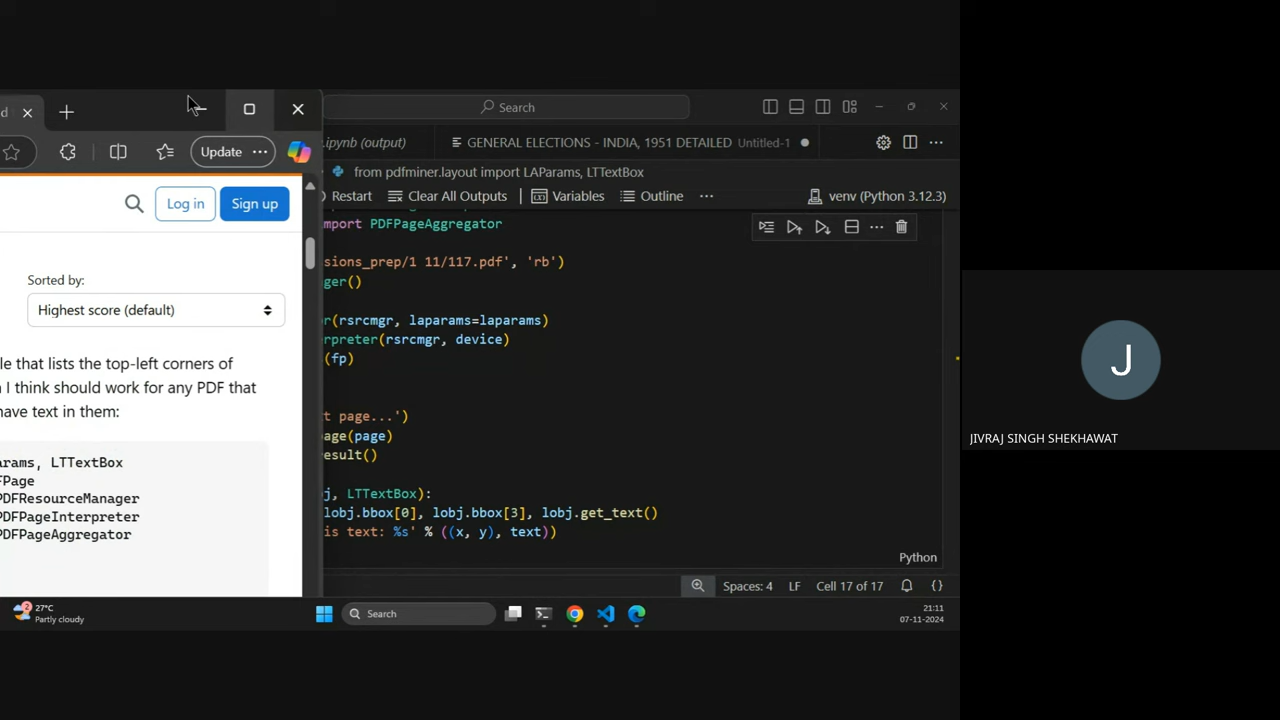 d
Update
Log in
Sign up
Sorted by:
Highest score (default)
le that lists the top-left corners of
I think should work for any PDF that
have text in them:
arams, LTTextBox
FPage
PDFResourceManager
PDFPageInterpreter
PDFPageAggregator
Search
.ipynb (output)
GENERAL ELECTIONS - INDIA, 1951 DETAILED Untitled-1
from pdfminer.layout import LAParams, LTTextBox
Restart
Clear All Outputs
Variables
Outline
venv (Python 3.12.3)
import PDFPageAggregator
sions_prep/1 11/117.pdf', 'rb')
ger()
r(rsrcmgr, laparams=laparams)
rpreter(rsrcmgr, device)
(fp)
t page...')
page(page)
result()
j, LTTextBox):
lobj.bbox[0], lobj.bbox[3], lobj.get_text()
is text: %s' % ((x, y), text))
Python
Spaces: 4
LF
Cell 17 of 17
{}
2
27°C
Partly cloudy
Search
21:11
07-11-2024
J
JIVRAJ SINGH SHEKHAWAT